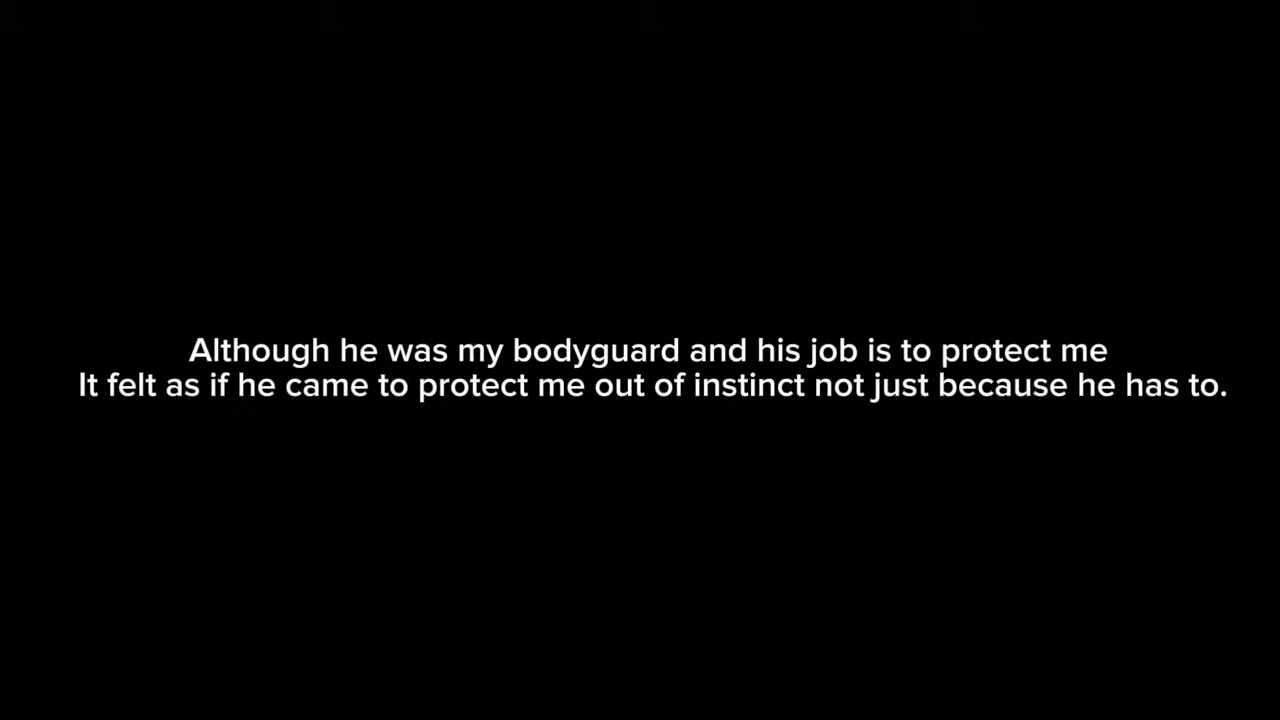 Although he was my bodyguard and his job is to protect me
It felt as if he came to protect me out of instinct not just because he has to.